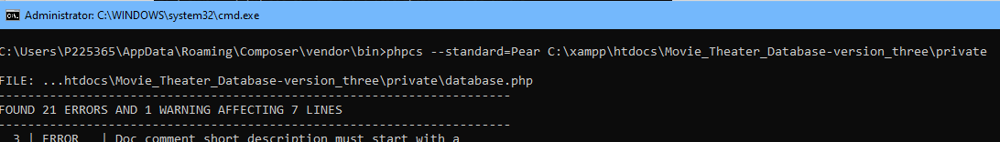 Administrator: C:\WINDOWS\system32\cmd.exe
C:\Users\P225365\AppData\Roaming\Composer\vendor\bin>phpcs --standard=Pear C:\xampp\htdocs\Movie_Theater_Database-version_three\private
FILE: ...htdocs\Movie_Theater_Database-version_three\private\database.php
----------------------------------------------------------------------
FOUND 21 ERRORS AND 1 WARNING AFFECTING 7 LINES
----------------------------------------------------------------------
3 | ERROR | Doc comment short description must start with a